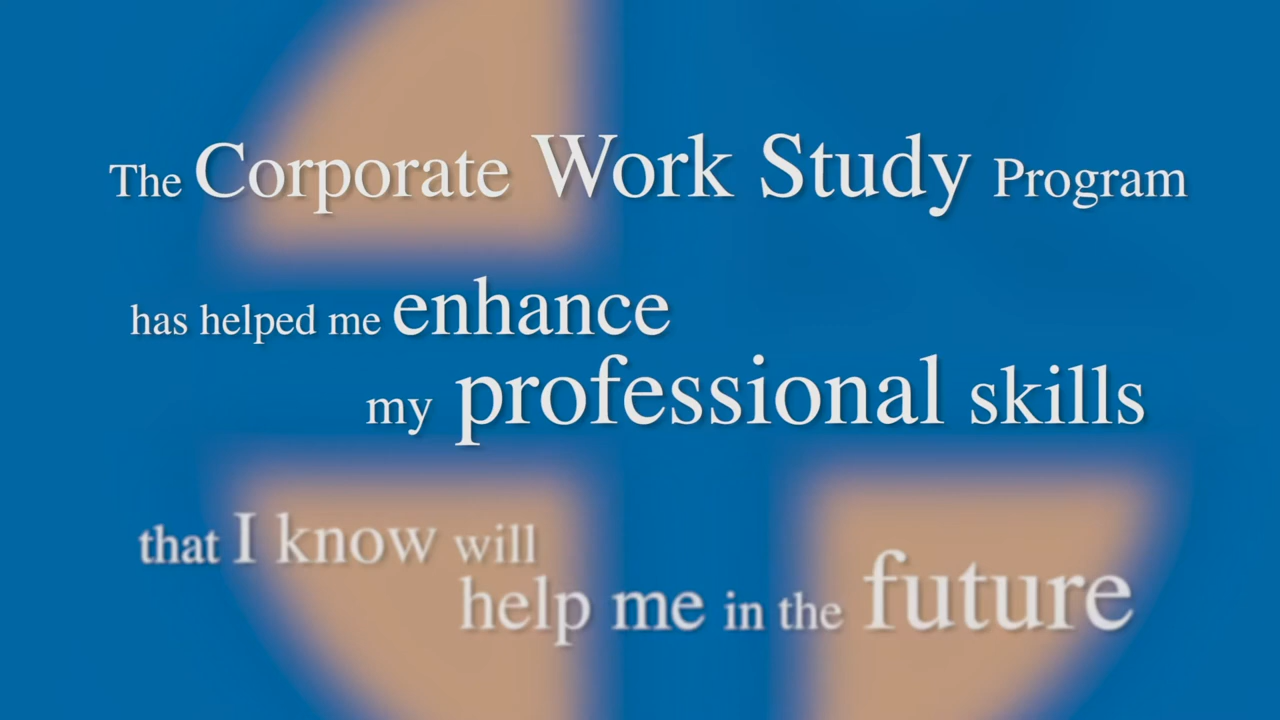 The Corporate Work Study Program
has helped me enhance
my professional skills
that I know will
help me in the future